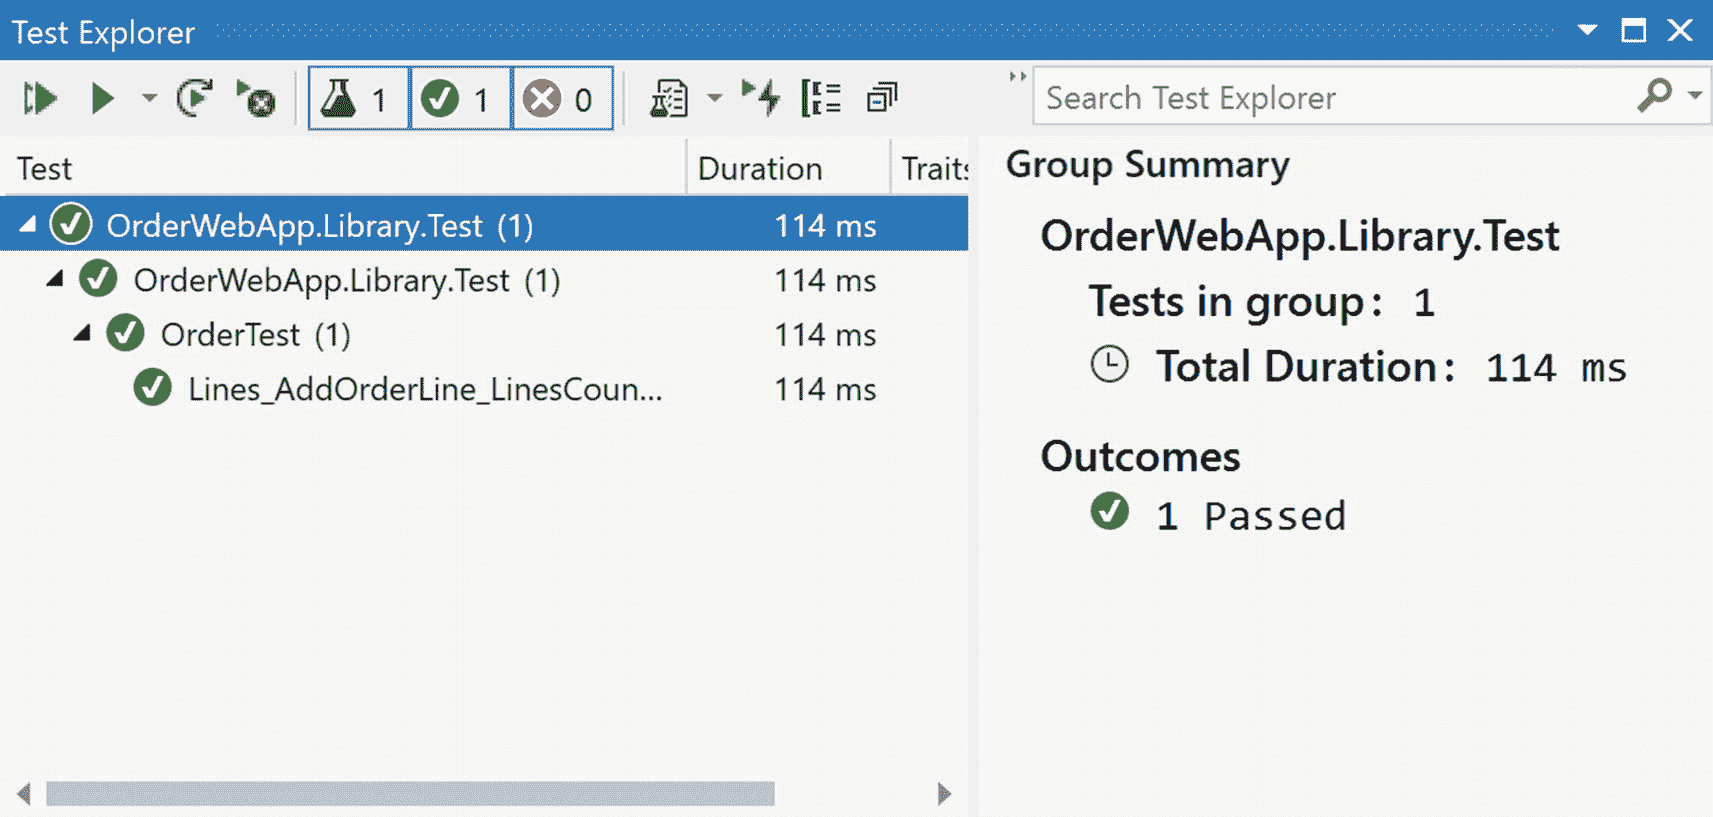 Test Explorer
1 1 0
Search Test Explorer
Test Duration Traits
OrderWebApp.Library.Test (1) 114 ms
OrderWebApp.Library.Test (1) 114 ms
OrderTest (1) 114 ms
Lines_AddOrderLine_LinesCoun... 114 ms
Group Summary
OrderWebApp.Library.Test
Tests in group: 1
Total Duration: 114 ms
Outcomes
1 Passed